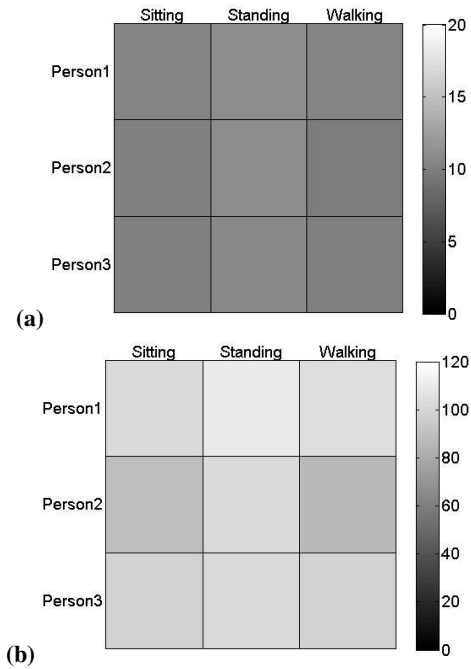 Sitting Standing Walking
Person1
Person2
Person3
20
15
10
5
0
(a)
Sitting Standing Walking
Person1
Person2
Person3
120
100
80
60
40
20
0
(b)